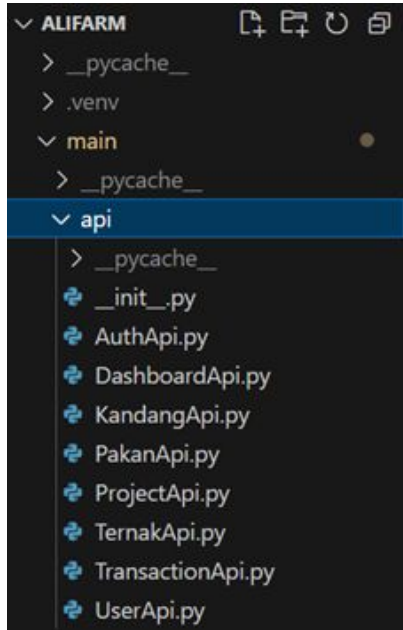 ALIFARM
__pycache__
.venv
main
__pycache__
api
__pycache__
__init__.py
AuthApi.py
DashboardApi.py
KandangApi.py
PakanApi.py
ProjectApi.py
TernakApi.py
TransactionApi.py
UserApi.py